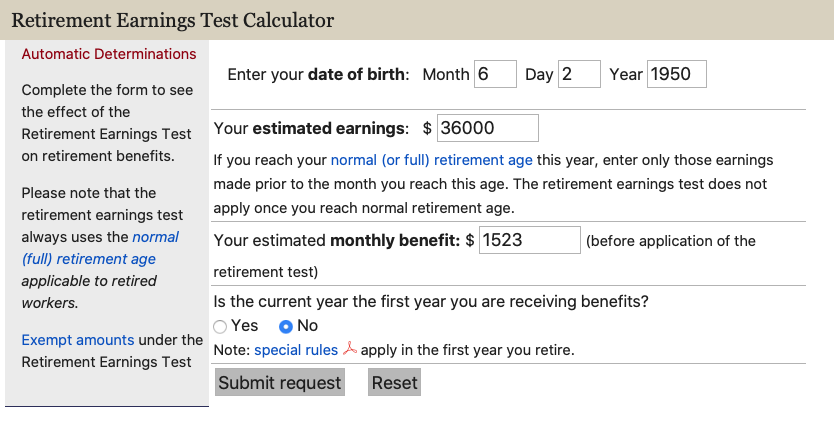 Retirement Earnings Test Calculator
Automatic Determinations
Complete the form to see
the effect of the
Retirement Earnings Test
on retirement benefits.
Please note that the
retirement earnings test
always uses the normal
(full) retirement age
applicable to retired
workers.
Exempt amounts under the
Retirement Earnings Test
Enter your date of birth: Month 6 Day 2 Year 1950
Your estimated earnings: $ 36000
If you reach your normal (or full) retirement age this year, enter only those earnings
made prior to the month you reach this age. The retirement earnings test does not
apply once you reach normal retirement age.
Your estimated monthly benefit: $ 1523 (before application of the
retirement test)
Is the current year the first year you are receiving benefits?
Yes No
Note: special rules apply in the first year you retire.
Submit request Reset